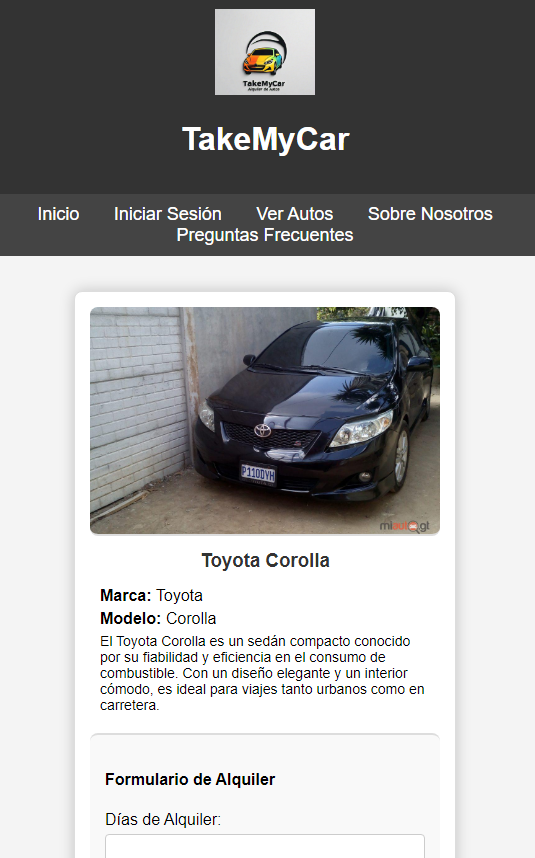 TakeMyCar
Alquiler de Autos
TakeMyCar
Inicio Iniciar Sesión Ver Autos Sobre Nosotros
Preguntas Frecuentes
P110DYH
miauto.gt
Toyota Corolla
Marca: Toyota
Modelo: Corolla
El Toyota Corolla es un sedán compacto conocido
por su fiabilidad y eficiencia en el consumo de
combustible. Con un diseño elegante y un interior
cómodo, es ideal para viajes tanto urbanos como en
carretera.
Formulario de Alquiler
Días de Alquiler: